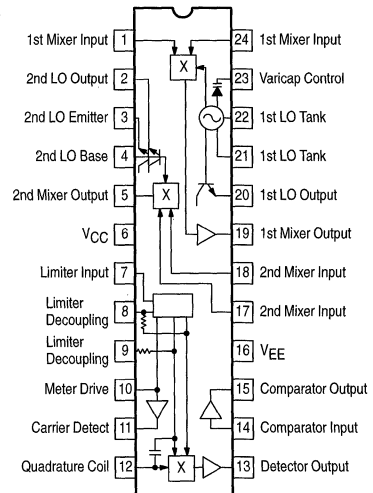 1st Mixer Input 1 24 1st Mixer Input
X
2nd LO Output 2 23 Varicap Control
2nd LO Emitter 3 22 1st LO Tank
2nd LO Base 4 21 1st LO Tank
2nd Mixer Output 5 X 20 1st LO Output
VCC 6 19 1st Mixer Output
Limiter Input 7 18 2nd Mixer Input
Limiter
Decoupling 8 17 2nd Mixer Input
Limiter
Decoupling 9 16 VEE
Meter Drive 10 15 Comparator Output
Carrier Detect 11 14 Comparator Input
Quadrature Coil 12 X 13 Detector Output